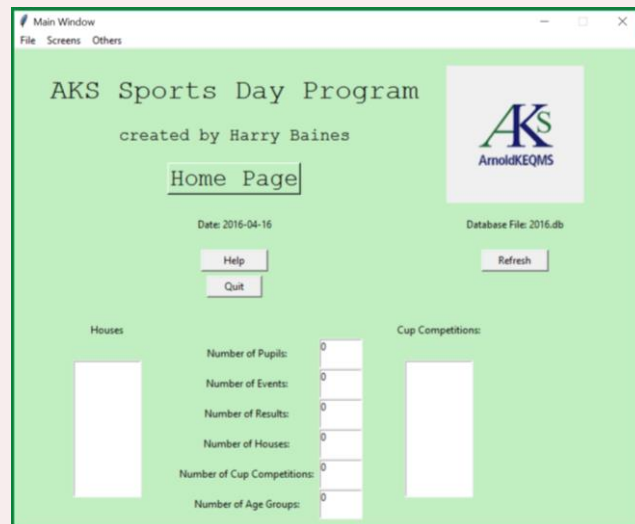 Main Window
File Screens Others
AKS Sports Day Program
created by Harry Baines
Home Page
AKS
ArnoldKEQMS
Date: 2016-04-16
Database File: 2016.db
Help
Refresh
Quit
Houses
Cup Competitions:
Number of Pupils: 0
Number of Events: 0
Number of Results: 0
Number of Houses: 0
Number of Cup Competitions: 0
Number of Age Groups: 0